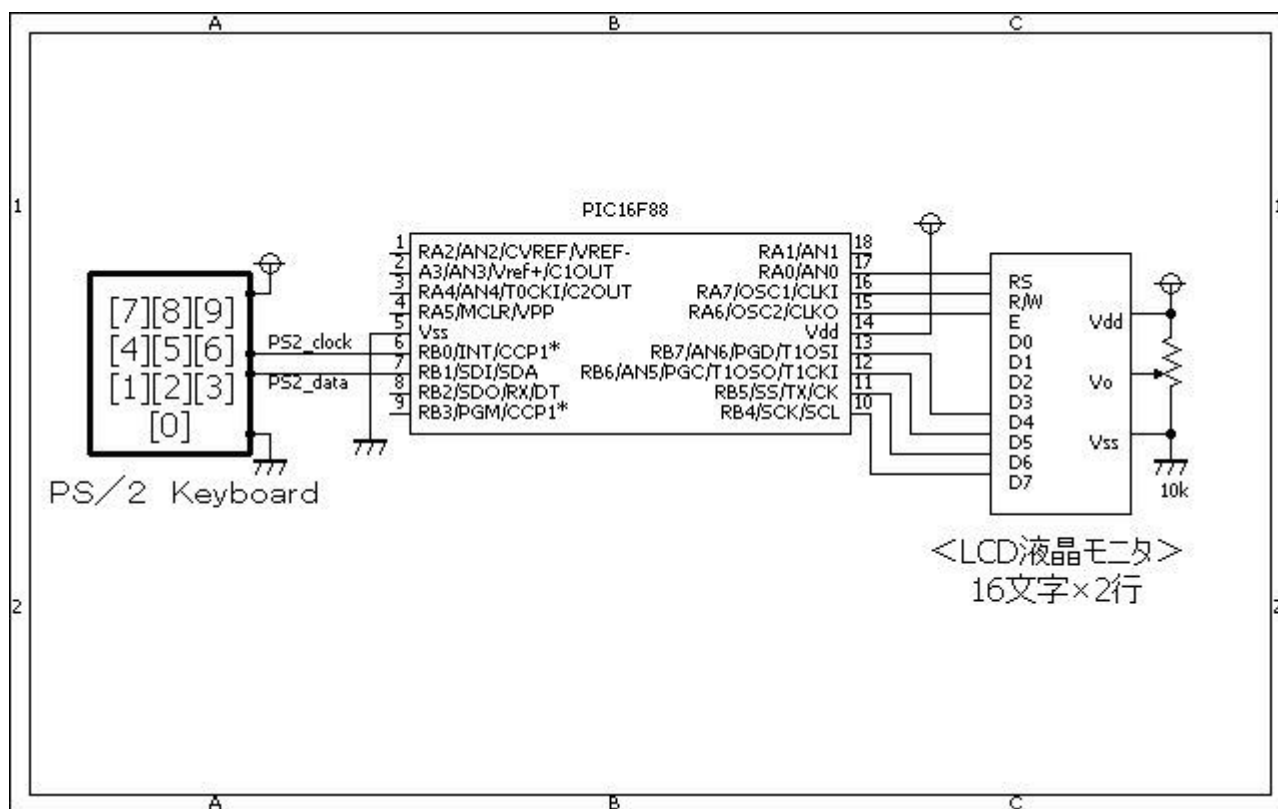 A B C
1 1
PIC16F88
1 RA2/AN2/CVREF/VREF- RA1/AN1 18
2 A3/AN3/Vref+/C1OUT RA0/AN0 17
3 RA4/AN4/T0CKI/C2OUT RA7/OSC1/CLKI 16
4 RA5/MCLR/VPP RA6/OSC2/CLKO 15
5 Vss Vdd 14
6 RB0/INT/CCP1* RB7/AN6/PGD/T1OSI 13
7 RB1/SDI/SDA RB6/AN5/PGC/T1OSO/T1CKI 12
8 RB2/SDO/RX/DT RB5/SS/TX/CK 11
9 RB3/PGM/CCP1* RB4/SCK/SCL 10
[7][8][9]
[4][5][6]
[1][2][3]
[0]
PS2_clock
PS2_data
PS/2 Keyboard
RS
R/W
E
D0
D1
D2
D3
D4
D5
D6
D7
Vdd
Vo
Vss
10k
<LCD液晶モニタ>
16文字×2行
2 2
A B C